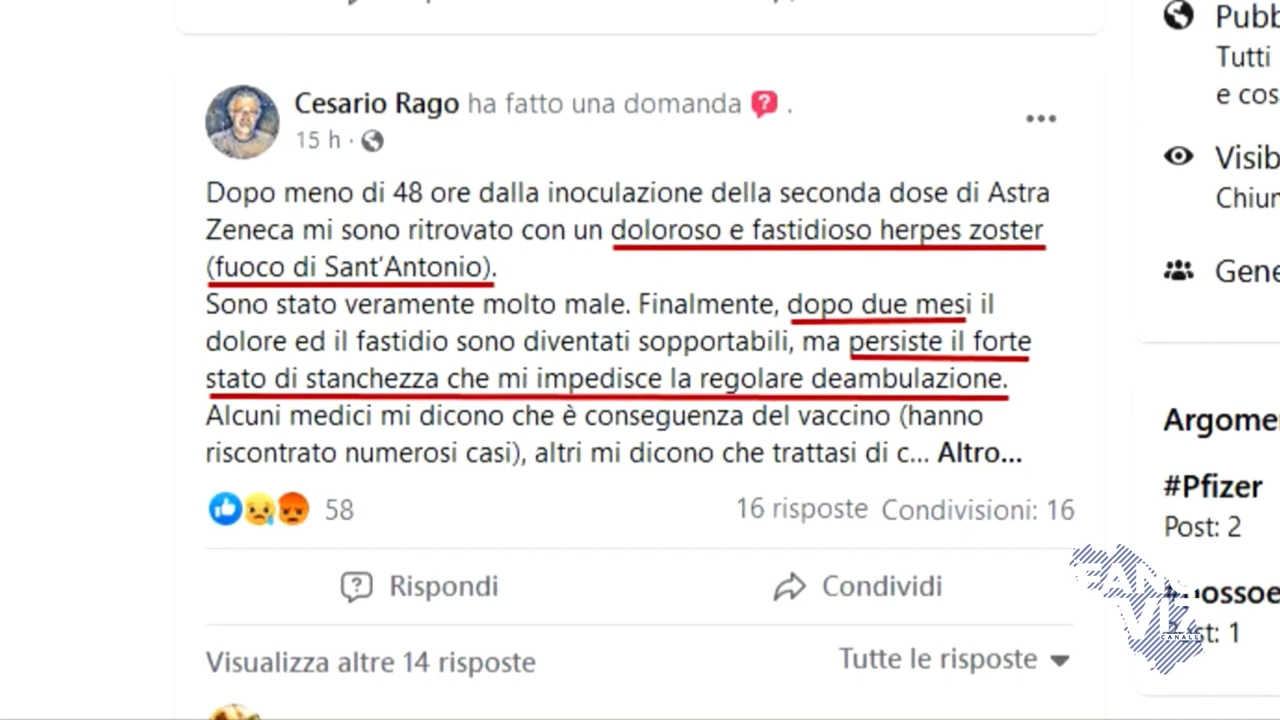 Cesario Rago ha fatto una domanda
15 h ·
Dopo meno di 48 ore dalla inoculazione della seconda dose di Astra
Zeneca mi sono ritrovato con un doloroso e fastidioso herpes zoster
(fuoco di Sant'Antonio).
Sono stato veramente molto male. Finalmente, dopo due mesi il
dolore ed il fastidio sono diventati sopportabili, ma persiste il forte
stato di stanchezza che mi impedisce la regolare deambulazione.
Alcuni medici mi dicono che è conseguenza del vaccino (hanno
riscontrato numerosi casi), altri mi dicono che trattasi di c... Altro...
58
16 risposte Condivisioni: 16
Rispondi
Condividi
Visualizza altre 14 risposte
Tutte le risposte
Pubb
Tutti
e cos
Visib
Chiun
Gene
Argome
#Pfizer
Post: 2
CANALE